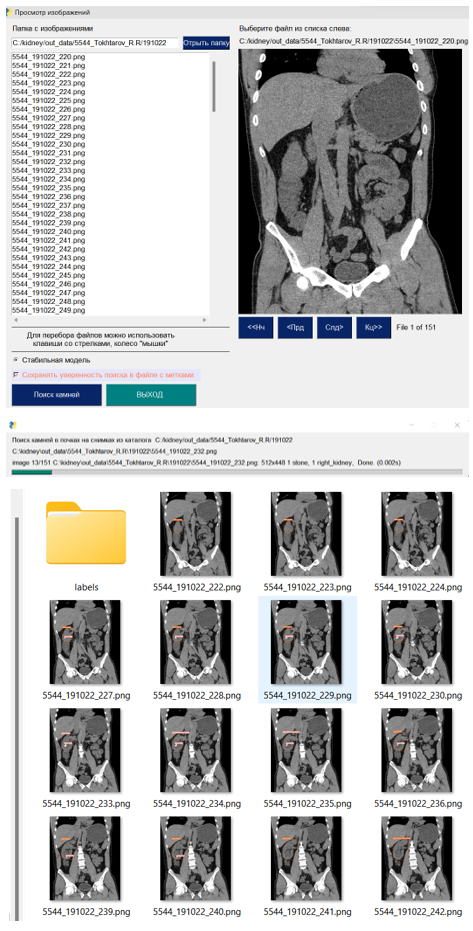 Просмотр изображений
Папка с изображениями
C:/kidney/out_data/5544_Tokhtarov_R.R/191022
Отрыть папку
5544_191022_220.png
5544_191022_221.png
5544_191022_222.png
5544_191022_223.png
5544_191022_224.png
5544_191022_225.png
5544_191022_226.png
5544_191022_227.png
5544_191022_228.png
5544_191022_229.png
5544_191022_230.png
5544_191022_231.png
5544_191022_232.png
5544_191022_233.png
5544_191022_234.png
5544_191022_235.png
5544_191022_236.png
5544_191022_237.png
5544_191022_238.png
5544_191022_239.png
5544_191022_240.png
5544_191022_241.png
5544_191022_242.png
5544_191022_243.png
5544_191022_244.png
5544_191022_245.png
5544_191022_246.png
5544_191022_247.png
5544_191022_248.png
5544_191022_249.png
Для перебора файлов можно использовать
клавиши со стрелками, колесо "мышки"
Стабильная модель
Сохранять уверенность поиска в файле с метками
Поиск камней
ВЫХОД
Выберите файл из списка слева:
C:/kidney/out_data/5544_Tokhtarov_R.R/191022\5544_191022_220.png
<<Нч
<Прд
Слд>
Кц>>
File 1 of 151
Поиск камней в почках на снимках из каталога C:/kidney/out_data/5544_Tokhtarov_R.R/191022
C:\kidney\out_data\5544_Tokhtarov_R.R\191022\5544_191022_232.png
image 13/151 C:\kidney\out_data\5544_Tokhtarov_R.R\191022\5544_191022_232.png: 512x448 1 stone, 1 right_kidney, Done. (0.002s)
labels
5544_191022_222.png
5544_191022_223.png
5544_191022_224.png
5544_191022_227.png
5544_191022_228.png
5544_191022_229.png
5544_191022_230.png
5544_191022_233.png
5544_191022_234.png
5544_191022_235.png
5544_191022_236.png
5544_191022_239.png
5544_191022_240.png
5544_191022_241.png
5544_191022_242.png